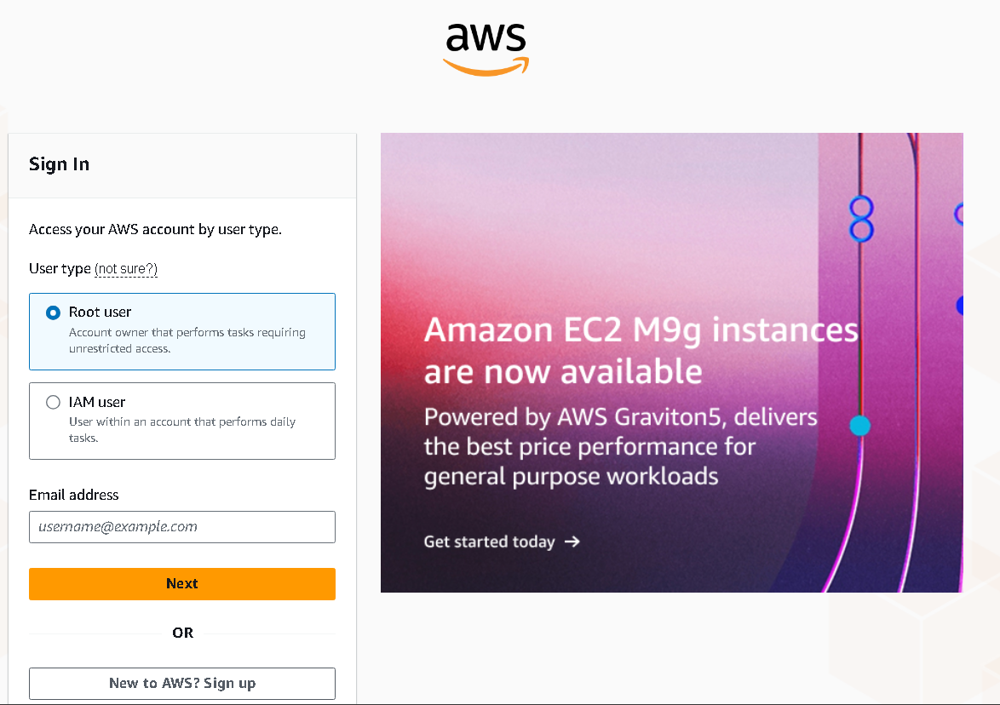 aws
Sign In
Access your AWS account by user type.
User type (not sure?)
Root user
Account owner that performs tasks requiring
unrestricted access.
IAM user
User within an account that performs daily
tasks.
Email address
username@example.com
Next
OR
New to AWS? Sign up
Amazon EC2 M9g instances
are now available
Powered by AWS Graviton5, delivers
the best price performance for
general purpose workloads
Get started today →